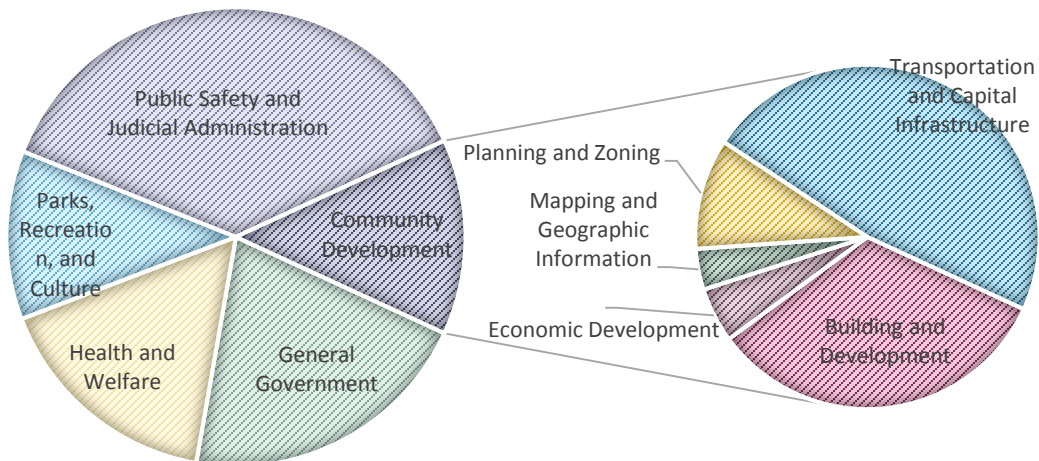 Public Safety and
Judicial Administration
Parks,
Recreatio
n, and
Culture
Community
Development
Health and
Welfare
General
Government
Transportation
and Capital
Infrastructure
Planning and Zoning
Mapping and
Geographic
Information
Economic Development
Building and
Development